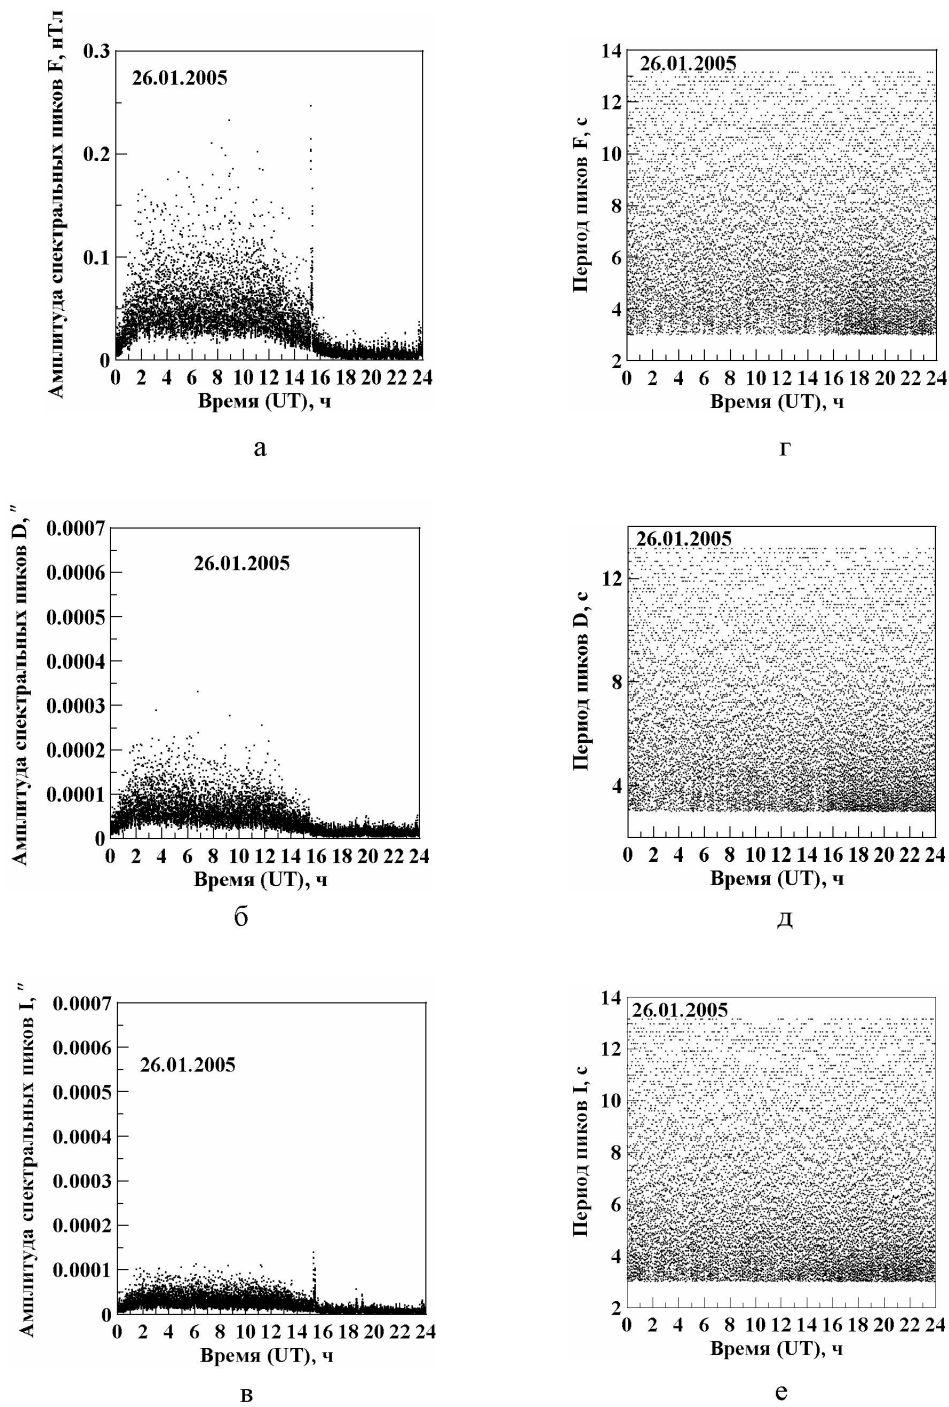 Амплитуда спектральных пиков F, нТл
0.3
0.2
0.1
0
26.01.2005
0 2 4 6 8 10 12 14 16 18 20 22 24
Время (UT), ч
а
Период пиков F, с
14
12
10
8
6
4
2
26.01.2005
0 2 4 6 8 10 12 14 16 18 20 22 24
Время (UT), ч
г
Амплитуда спектральных пиков D, ″
0.0007
0.0006
0.0005
0.0004
0.0003
0.0002
0.0001
0
26.01.2005
0 2 4 6 8 10 12 14 16 18 20 22 24
Время (UT), ч
б
Период пиков D, с
12
8
4
26.01.2005
0 2 4 6 8 10 12 14 16 18 20 22 24
Время (UT), ч
д
Амплитуда спектральных пиков I, ″
0.0007
0.0006
0.0005
0.0004
0.0003
0.0002
0.0001
0
26.01.2005
0 2 4 6 8 10 12 14 16 18 20 22 24
Время (UT), ч
в
Период пиков I, с
14
12
10
8
6
4
2
26.01.2005
0 2 4 6 8 10 12 14 16 18 20 22 24
Время (UT), ч
е